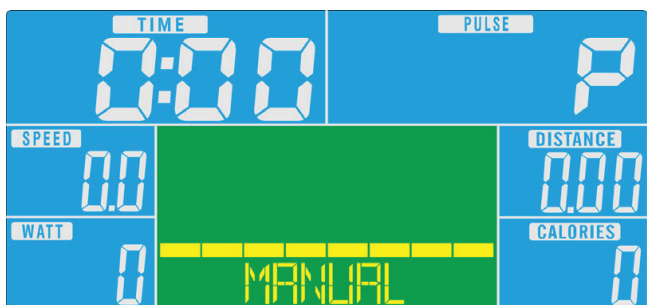 TIME PULSE
0:00 P
SPEED DISTANCE
0.0 0.00
WATT CALORIES
0 0
MANUAL